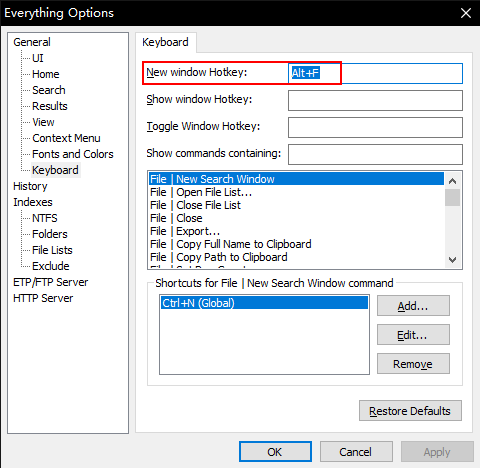 Everything Options
General
UI
Home
Search
Results
View
Context Menu
Fonts and Colors
Keyboard
History
Indexes
NTFS
Folders
File Lists
Exclude
ETP/FTP Server
HTTP Server
Keyboard
New window Hotkey: Alt+F
Show window Hotkey:
Toggle Window Hotkey:
Show commands containing:
File | New Search Window
File | Open File List...
File | Close File List
File | Close
File | Export...
File | Copy Full Name to Clipboard
File | Copy Path to Clipboard
Shortcuts for File | New Search Window command
Ctrl+N (Global)
Add...
Edit...
Remove
Restore Defaults
OK Cancel Apply